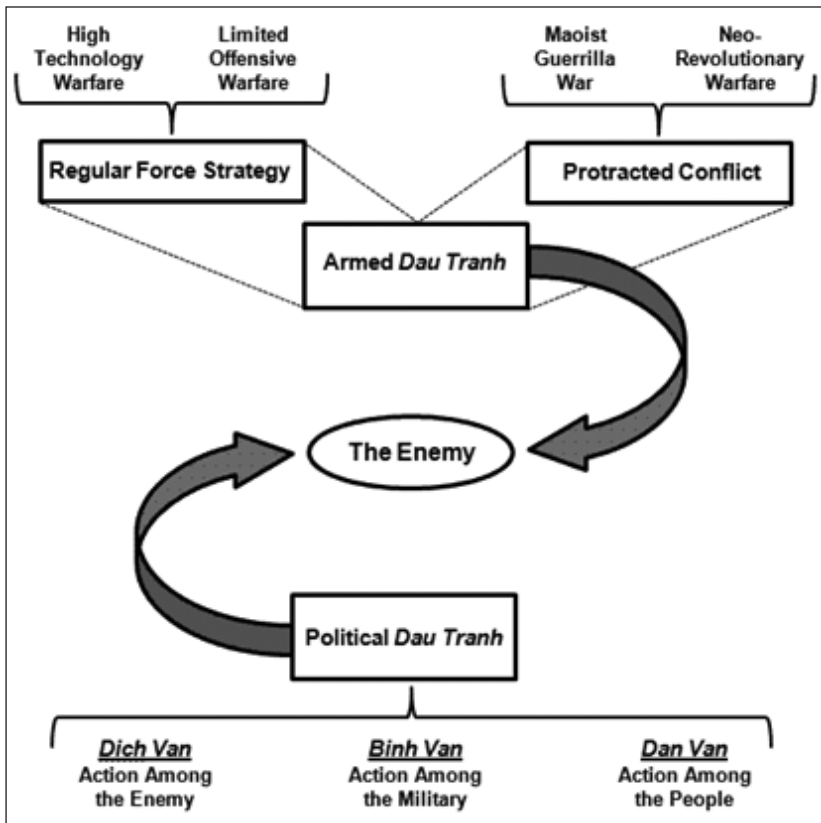 High
Technology
Warfare
Limited
Offensive
Warfare
Maoist
Guerrilla
War
Neo-
Revolutionary
Warfare
Regular Force Strategy
Protracted Conflict
Armed Dau Tranh
The Enemy
Political Dau Tranh
Dich Van
Action Among
the Enemy
Binh Van
Action Among
the Military
Dan Van
Action Among
the People